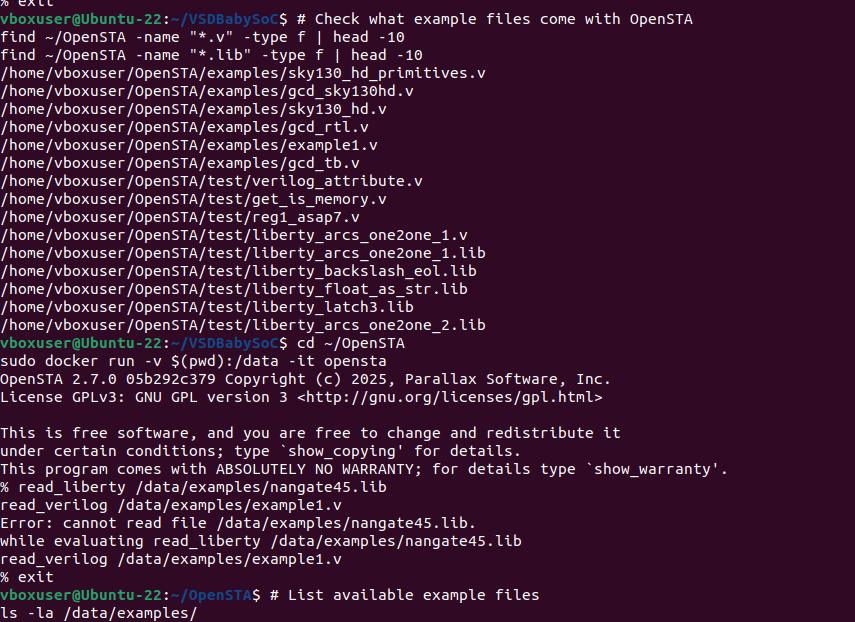 % exit
vboxuser@Ubuntu-22:~/VSDBabySoC$ # Check what example files come with OpenSTA
find ~/OpenSTA -name "*.v" -type f | head -10
find ~/OpenSTA -name "*.lib" -type f | head -10
/home/vboxuser/OpenSTA/examples/sky130_hd_primitives.v
/home/vboxuser/OpenSTA/examples/gcd_sky130hd.v
/home/vboxuser/OpenSTA/examples/sky130_hd.v
/home/vboxuser/OpenSTA/examples/gcd_rtl.v
/home/vboxuser/OpenSTA/examples/example1.v
/home/vboxuser/OpenSTA/examples/gcd_tb.v
/home/vboxuser/OpenSTA/test/verilog_attribute.v
/home/vboxuser/OpenSTA/test/get_is_memory.v
/home/vboxuser/OpenSTA/test/reg1_asap7.v
/home/vboxuser/OpenSTA/test/liberty_arcs_one2one_1.v
/home/vboxuser/OpenSTA/test/liberty_arcs_one2one_1.lib
/home/vboxuser/OpenSTA/test/liberty_backslash_eol.lib
/home/vboxuser/OpenSTA/test/liberty_float_as_str.lib
/home/vboxuser/OpenSTA/test/liberty_latch3.lib
/home/vboxuser/OpenSTA/test/liberty_arcs_one2one_2.lib
vboxuser@Ubuntu-22:~/VSDBabySoC$ cd ~/OpenSTA
sudo docker run -v $(pwd):/data -it opensta
OpenSTA 2.7.0 05b292c379 Copyright (c) 2025, Parallax Software, Inc.
License GPLv3: GNU GPL version 3 <http://gnu.org/licenses/gpl.html>

This is free software, and you are free to change and redistribute it
under certain conditions; type `show_copying' for details.
This program comes with ABSOLUTELY NO WARRANTY; for details type `show_warranty'.
% read_liberty /data/examples/nangate45.lib
read_verilog /data/examples/example1.v
Error: cannot read file /data/examples/nangate45.lib.
while evaluating read_liberty /data/examples/nangate45.lib
read_verilog /data/examples/example1.v
% exit
vboxuser@Ubuntu-22:~/OpenSTA$ # List available example files
ls -la /data/examples/